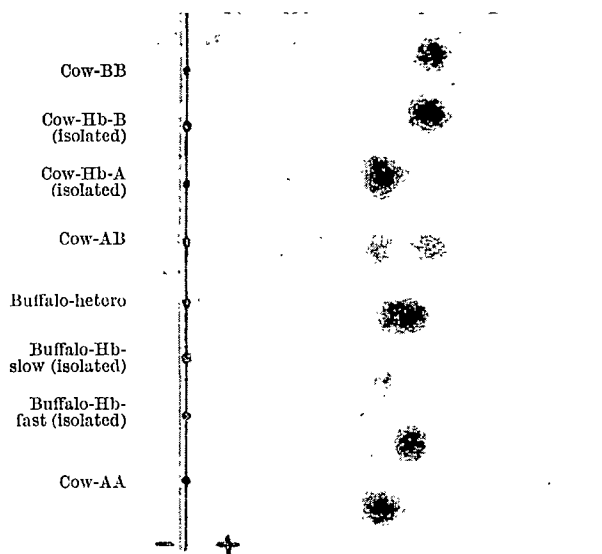 Cow-BB
Cow-Hb-B
(isolated)
Cow-Hb-A
(isolated)
Cow-AB
Buffalo-hetero
Buffalo-Hb-
slow (isolated)
Buffalo-Hb-
fast (isolated)
Cow-AA
− +